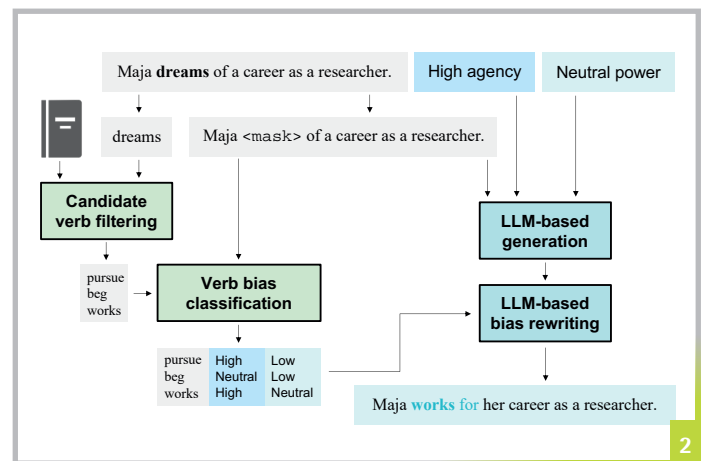 Maja dreams of a career as a researcher.
High agency
Neutral power
dreams
Maja <mask> of a career as a researcher.
Candidate
verb filtering
LLM-based
generation
pursue
beg
works
Verb bias
classification
LLM-based
bias rewriting
pursue High Low
beg Neutral Low
works High Neutral
Maja works for her career as a researcher.
2